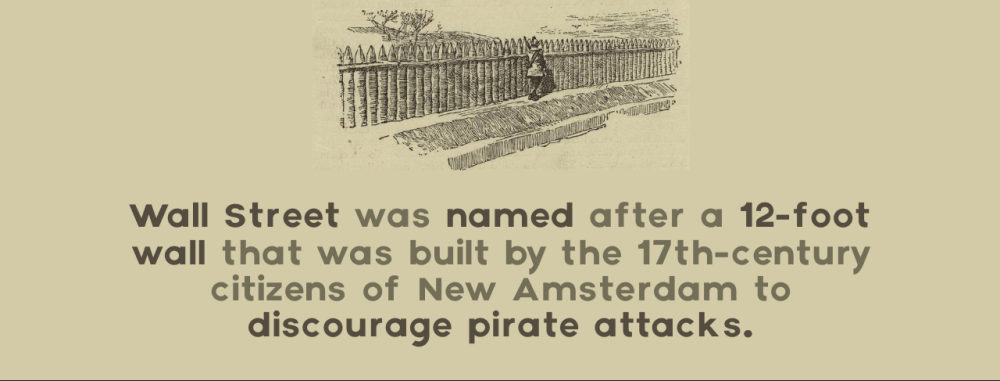 Wall Street was named after a 12-foot
wall that was built by the 17th-century
citizens of New Amsterdam to
discourage pirate attacks.